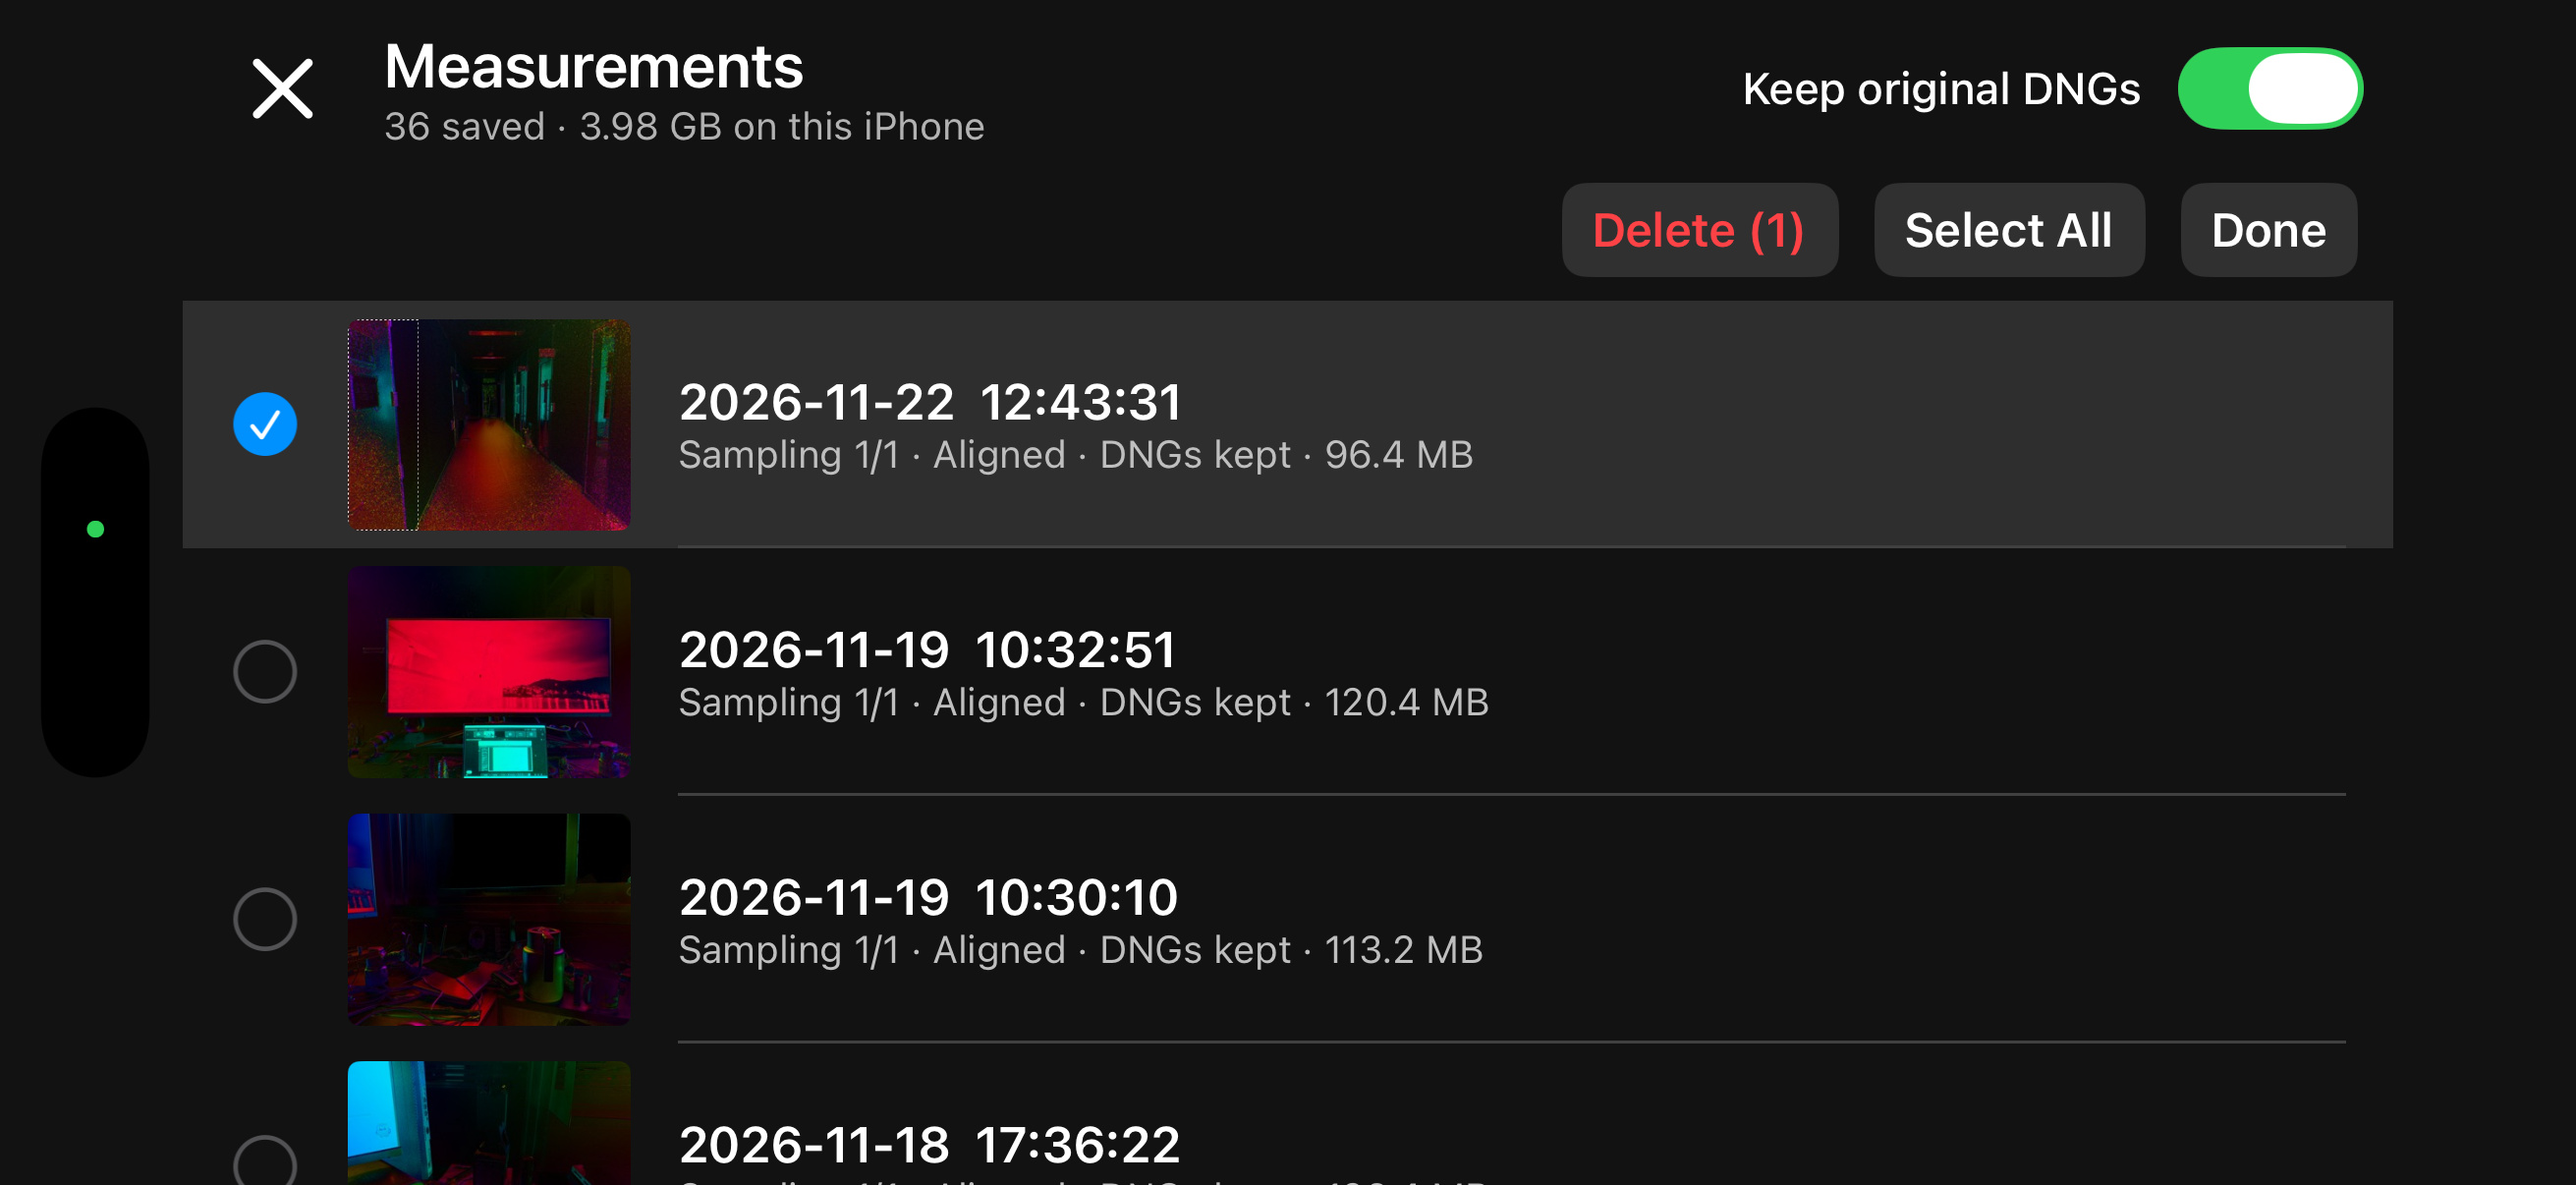 Measurements
36 saved · 3.98 GB on this iPhone
Keep original DNGs
Delete (1)
Select All
Done
2026-11-22 12:43:31
Sampling 1/1 · Aligned · DNGs kept · 96.4 MB
2026-11-19 10:32:51
Sampling 1/1 · Aligned · DNGs kept · 120.4 MB
2026-11-19 10:30:10
Sampling 1/1 · Aligned · DNGs kept · 113.2 MB
2026-11-18 17:36:22